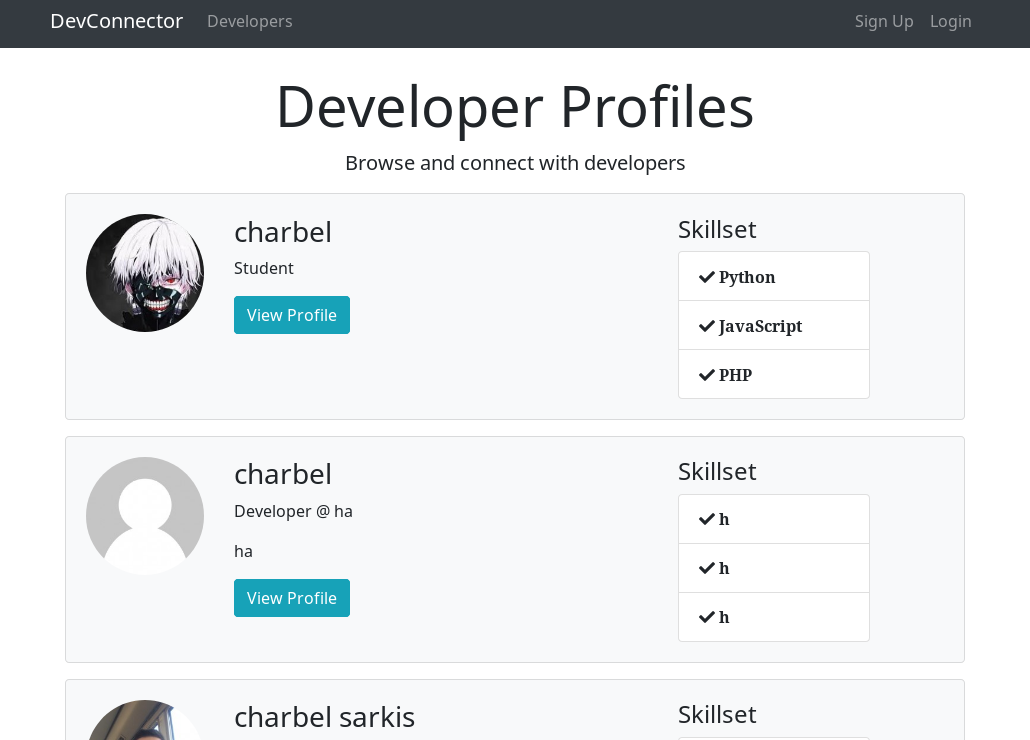 DevConnector Developers Sign Up Login
Developer Profiles
Browse and connect with developers
charbel
Student
View Profile
Skillset
Python
JavaScript
PHP
charbel
Developer @ ha
ha
View Profile
Skillset
h
h
h
charbel sarkis
Skillset